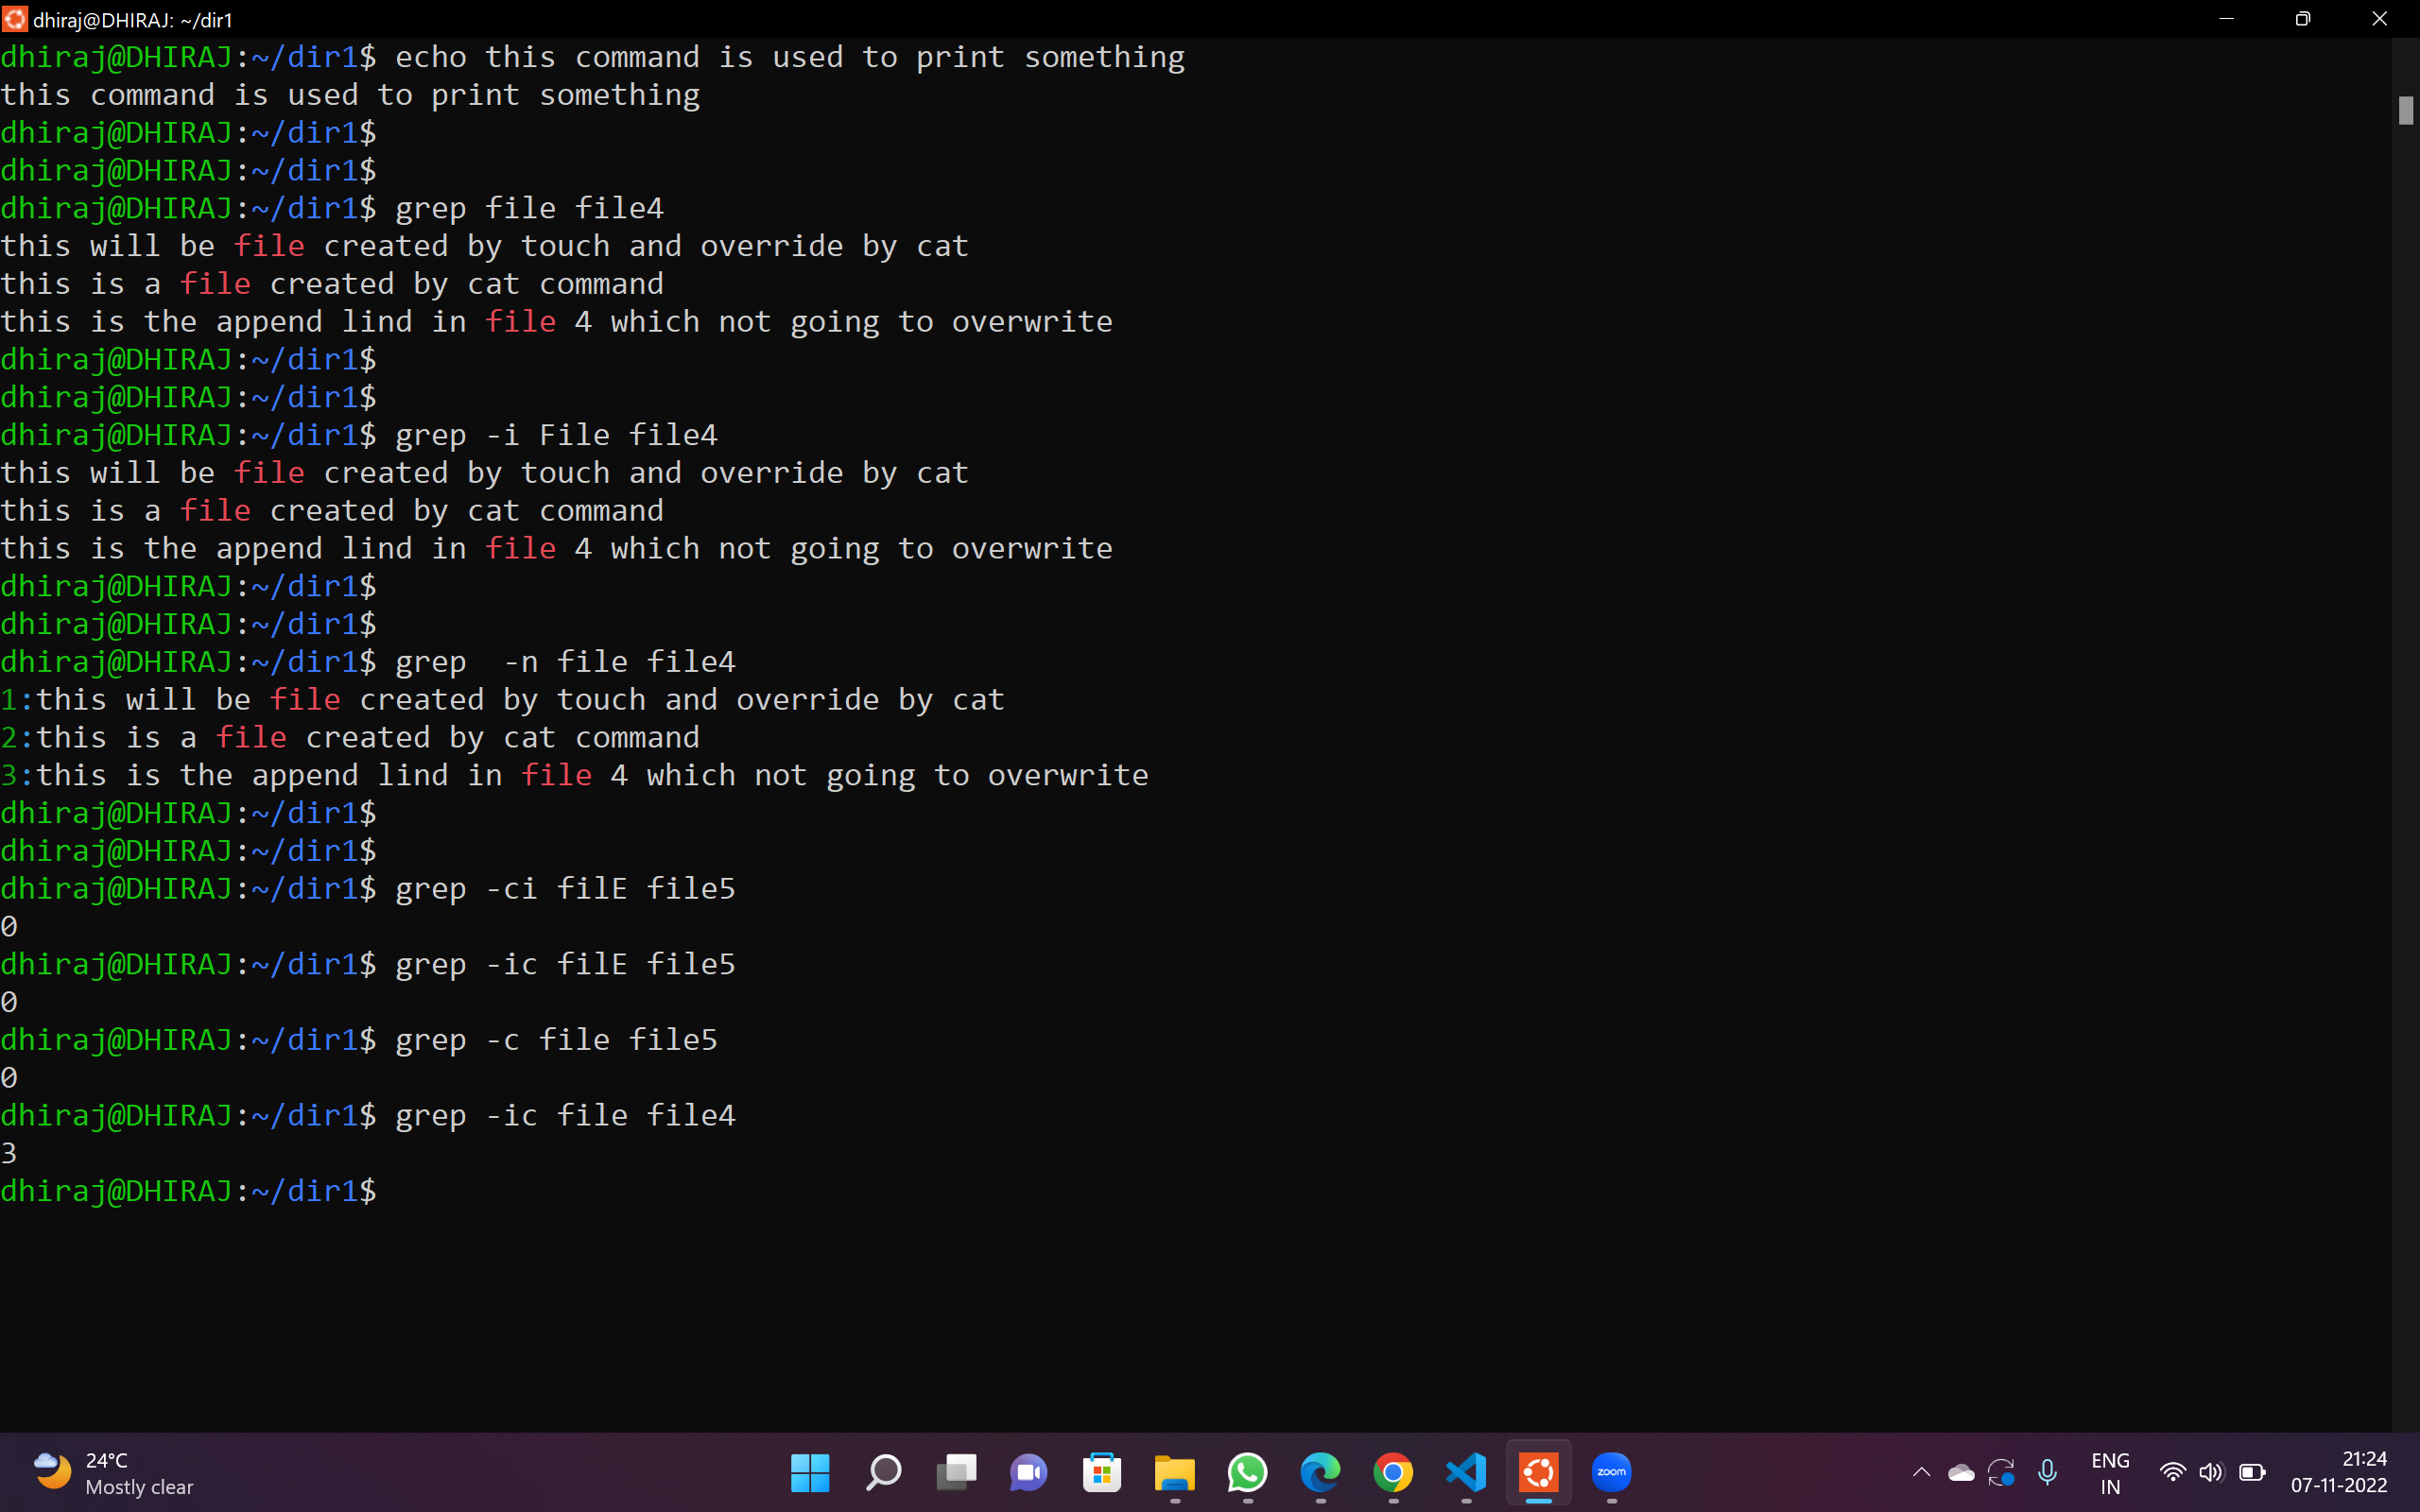 dhiraj@DHIRAJ: ~/dir1
dhiraj@DHIRAJ:~/dir1$ echo this command is used to print something
this command is used to print something
dhiraj@DHIRAJ:~/dir1$
dhiraj@DHIRAJ:~/dir1$
dhiraj@DHIRAJ:~/dir1$ grep file file4
this will be file created by touch and override by cat
this is a file created by cat command
this is the append lind in file 4 which not going to overwrite
dhiraj@DHIRAJ:~/dir1$
dhiraj@DHIRAJ:~/dir1$
dhiraj@DHIRAJ:~/dir1$ grep -i File file4
this will be file created by touch and override by cat
this is a file created by cat command
this is the append lind in file 4 which not going to overwrite
dhiraj@DHIRAJ:~/dir1$
dhiraj@DHIRAJ:~/dir1$
dhiraj@DHIRAJ:~/dir1$ grep  -n file file4
1:this will be file created by touch and override by cat
2:this is a file created by cat command
3:this is the append lind in file 4 which not going to overwrite
dhiraj@DHIRAJ:~/dir1$
dhiraj@DHIRAJ:~/dir1$
dhiraj@DHIRAJ:~/dir1$ grep -ci filE file5
0
dhiraj@DHIRAJ:~/dir1$ grep -ic filE file5
0
dhiraj@DHIRAJ:~/dir1$ grep -c file file5
0
dhiraj@DHIRAJ:~/dir1$ grep -ic file file4
3
dhiraj@DHIRAJ:~/dir1$
24°C
Mostly clear
zoom
ENG
IN
21:24
07-11-2022